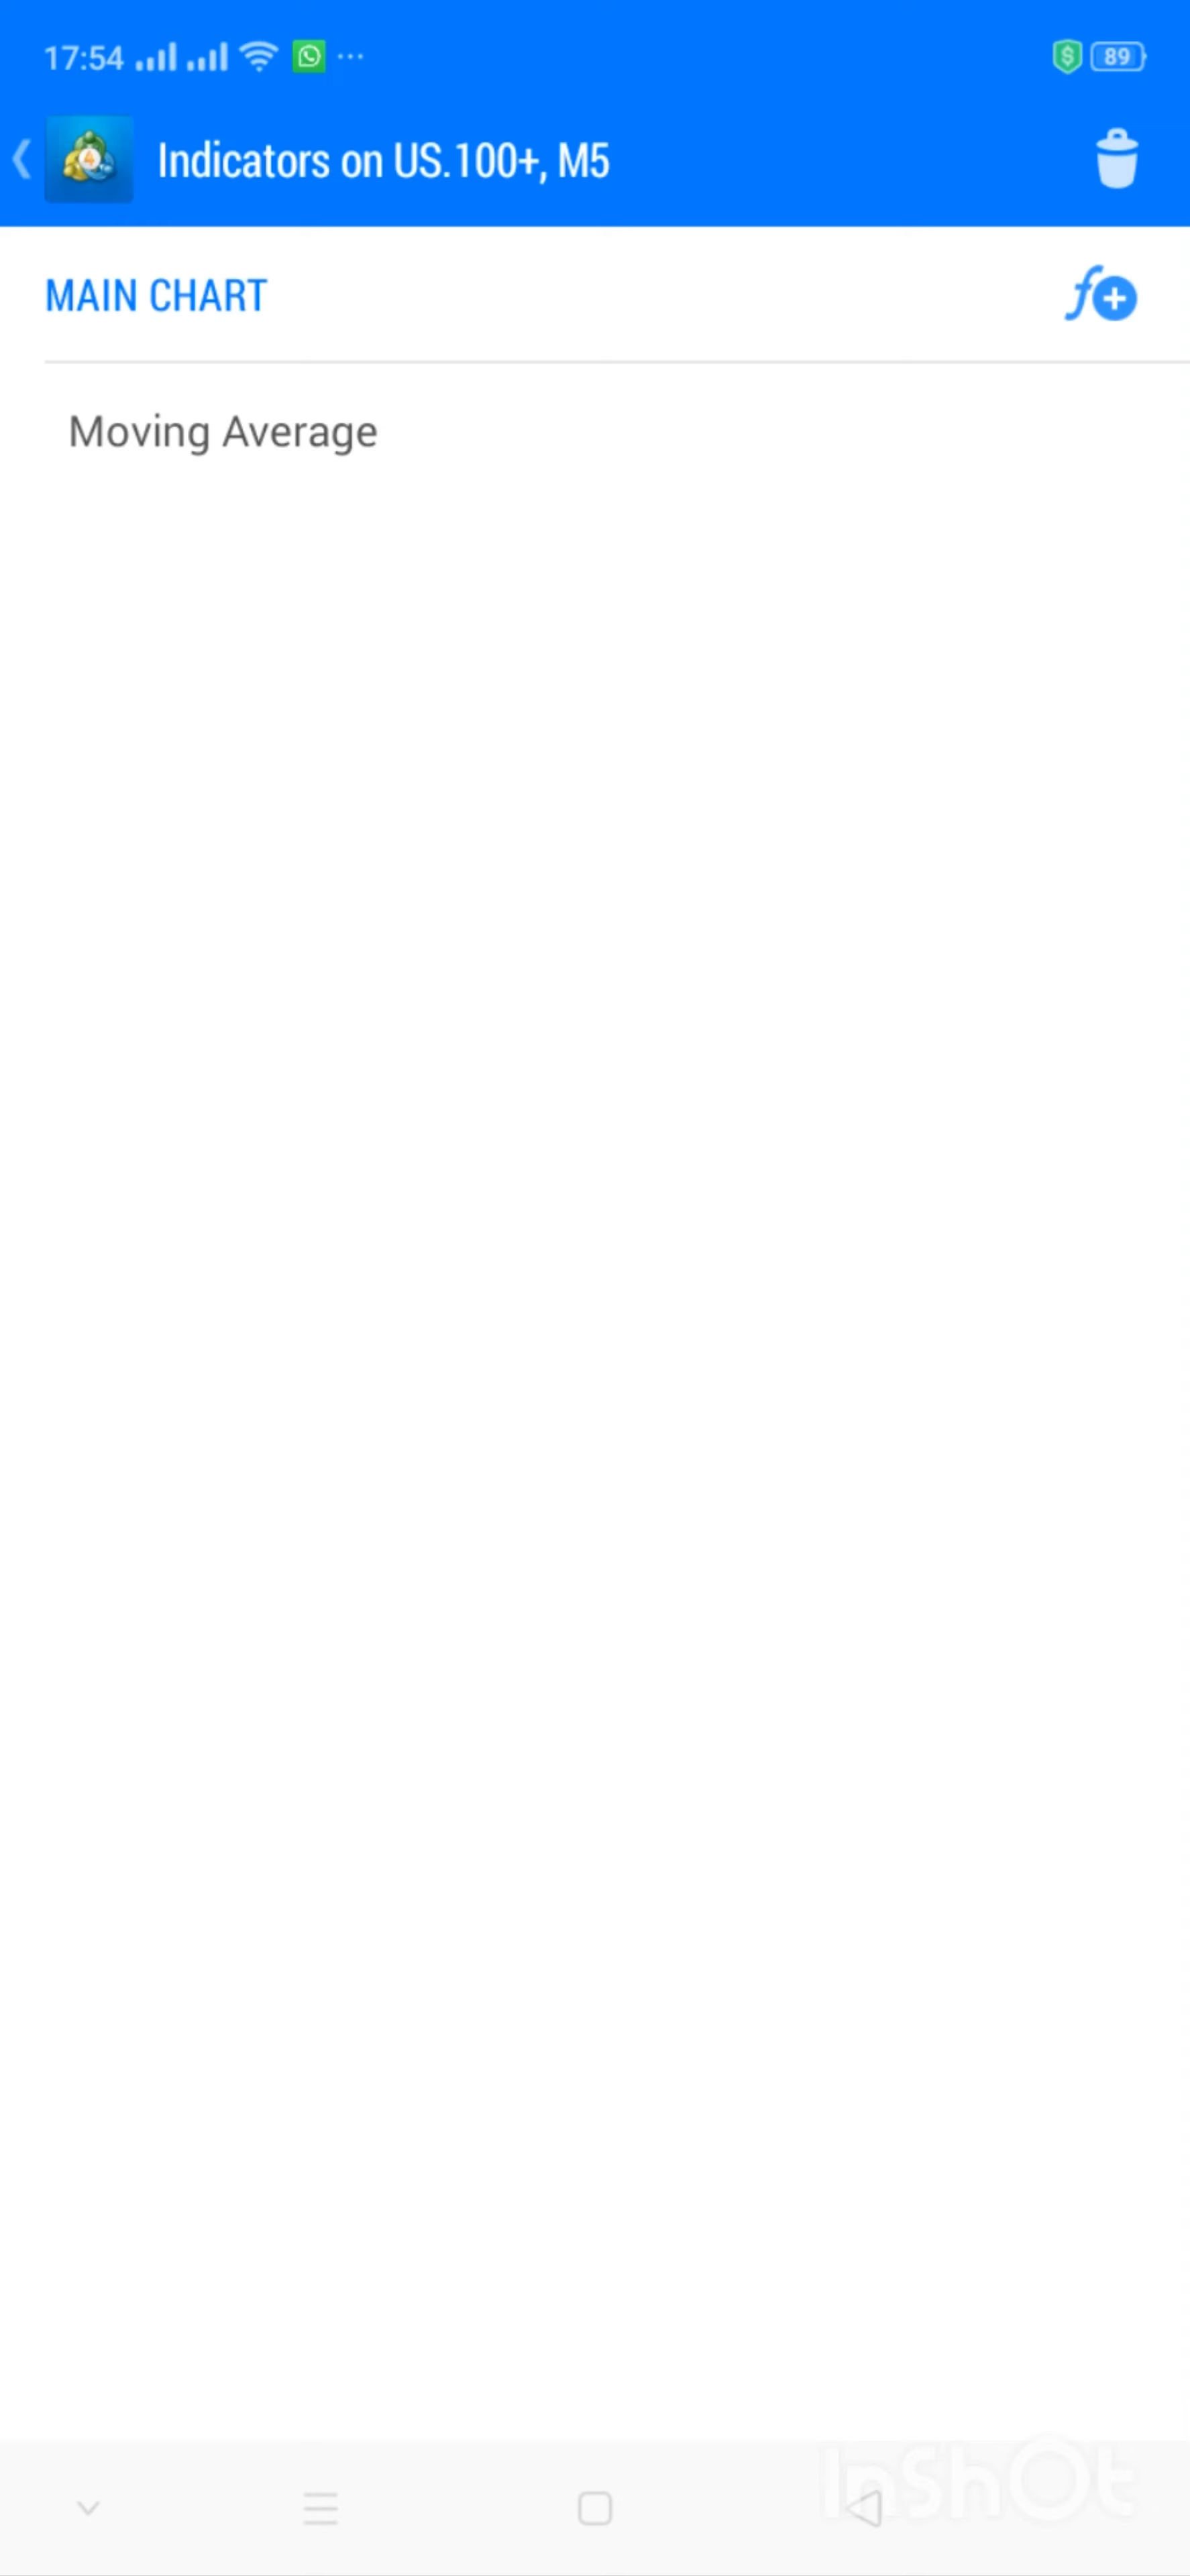 17:54 89
Indicators on US.100+, M5
MAIN CHART
Moving Average
InShOt